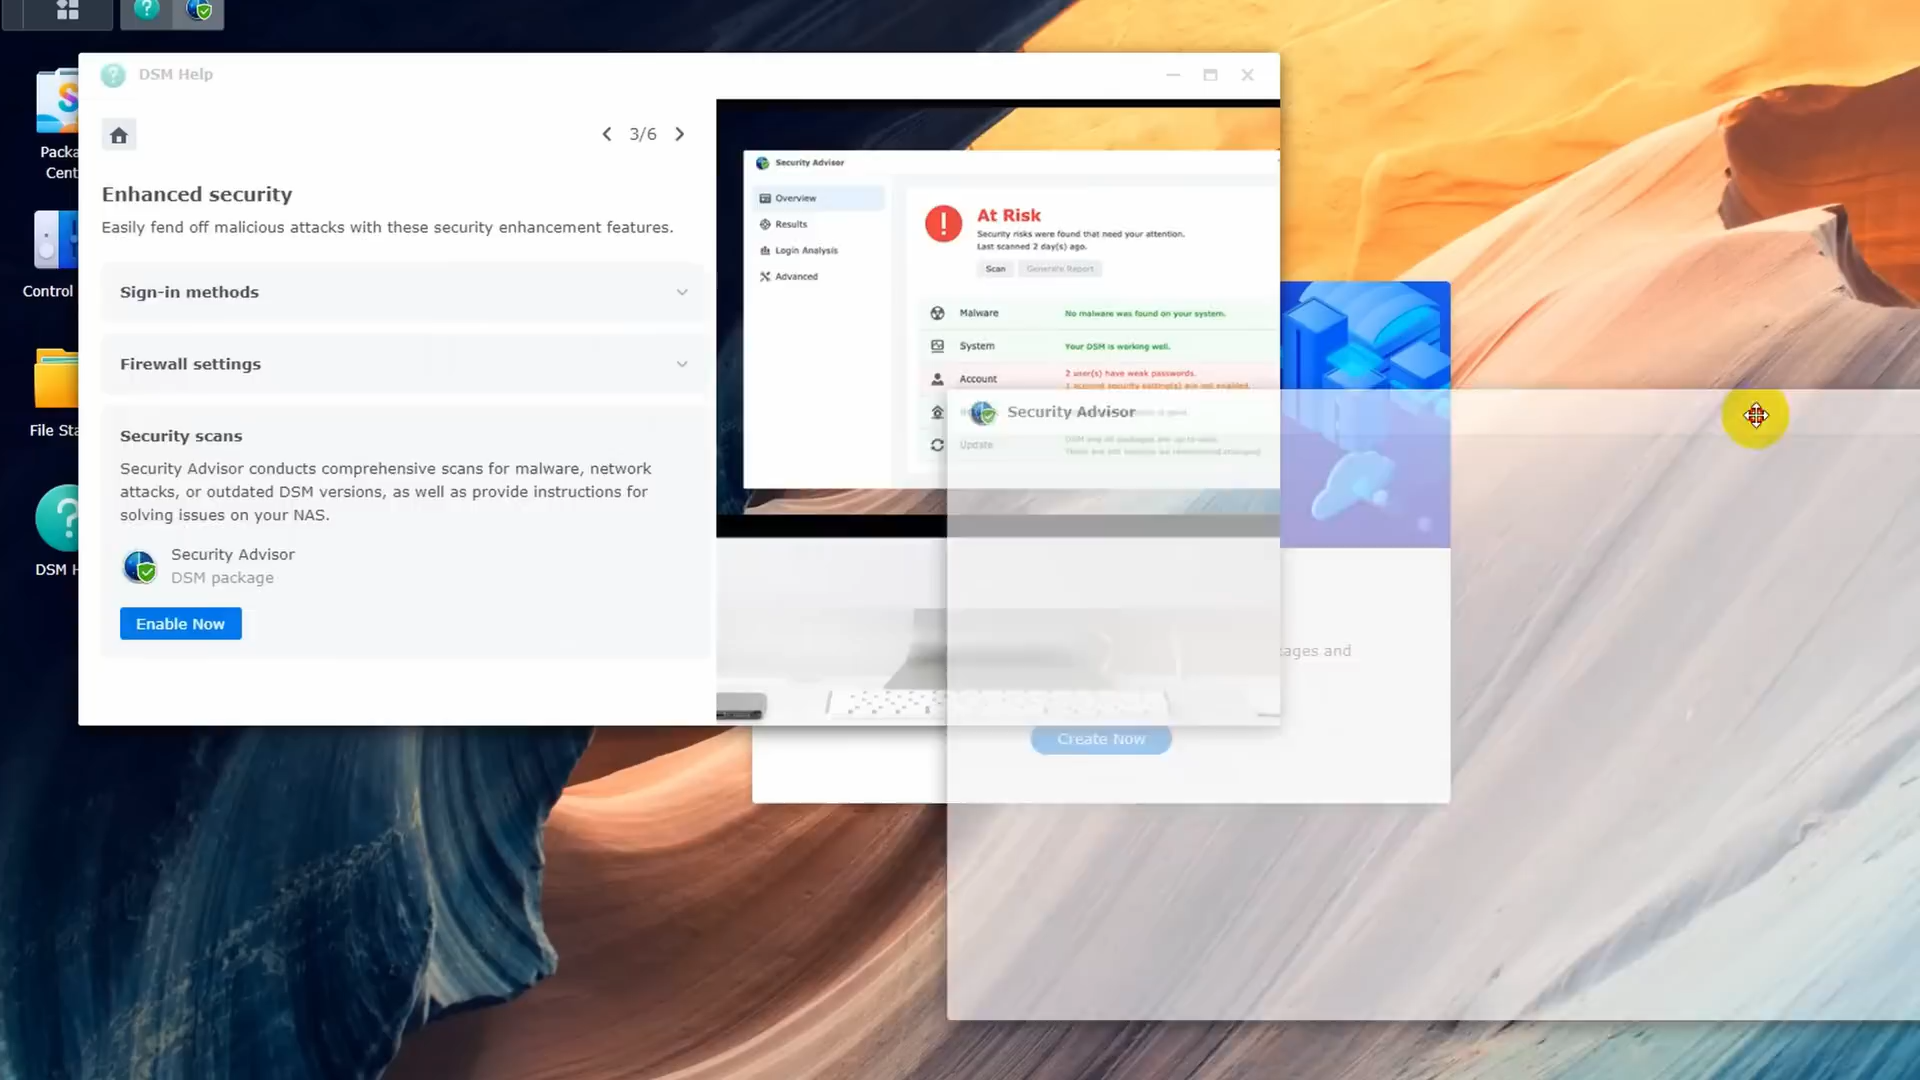 DSM Help
Packa
Cent
Control
File Sta
DSM H
3/6
Enhanced security
Easily fend off malicious attacks with these security enhancement features.
Sign-in methods
Firewall settings
Security scans
Security Advisor conducts comprehensive scans for malware, network
attacks, or outdated DSM versions, as well as provide instructions for
solving issues on your NAS.
Security Advisor
DSM package
Enable Now
Security Advisor
Overview
Results
Login Analysis
Advanced
At Risk
Security risks were found that need your attention.
Last scanned 2 day(s) ago.
Scan
Generate Report
Malware
No malware was found on your system.
System
Your DSM is working well.
Account
2 user(s) have weak passwords.
Update
Security Advisor
kages and
Create Now